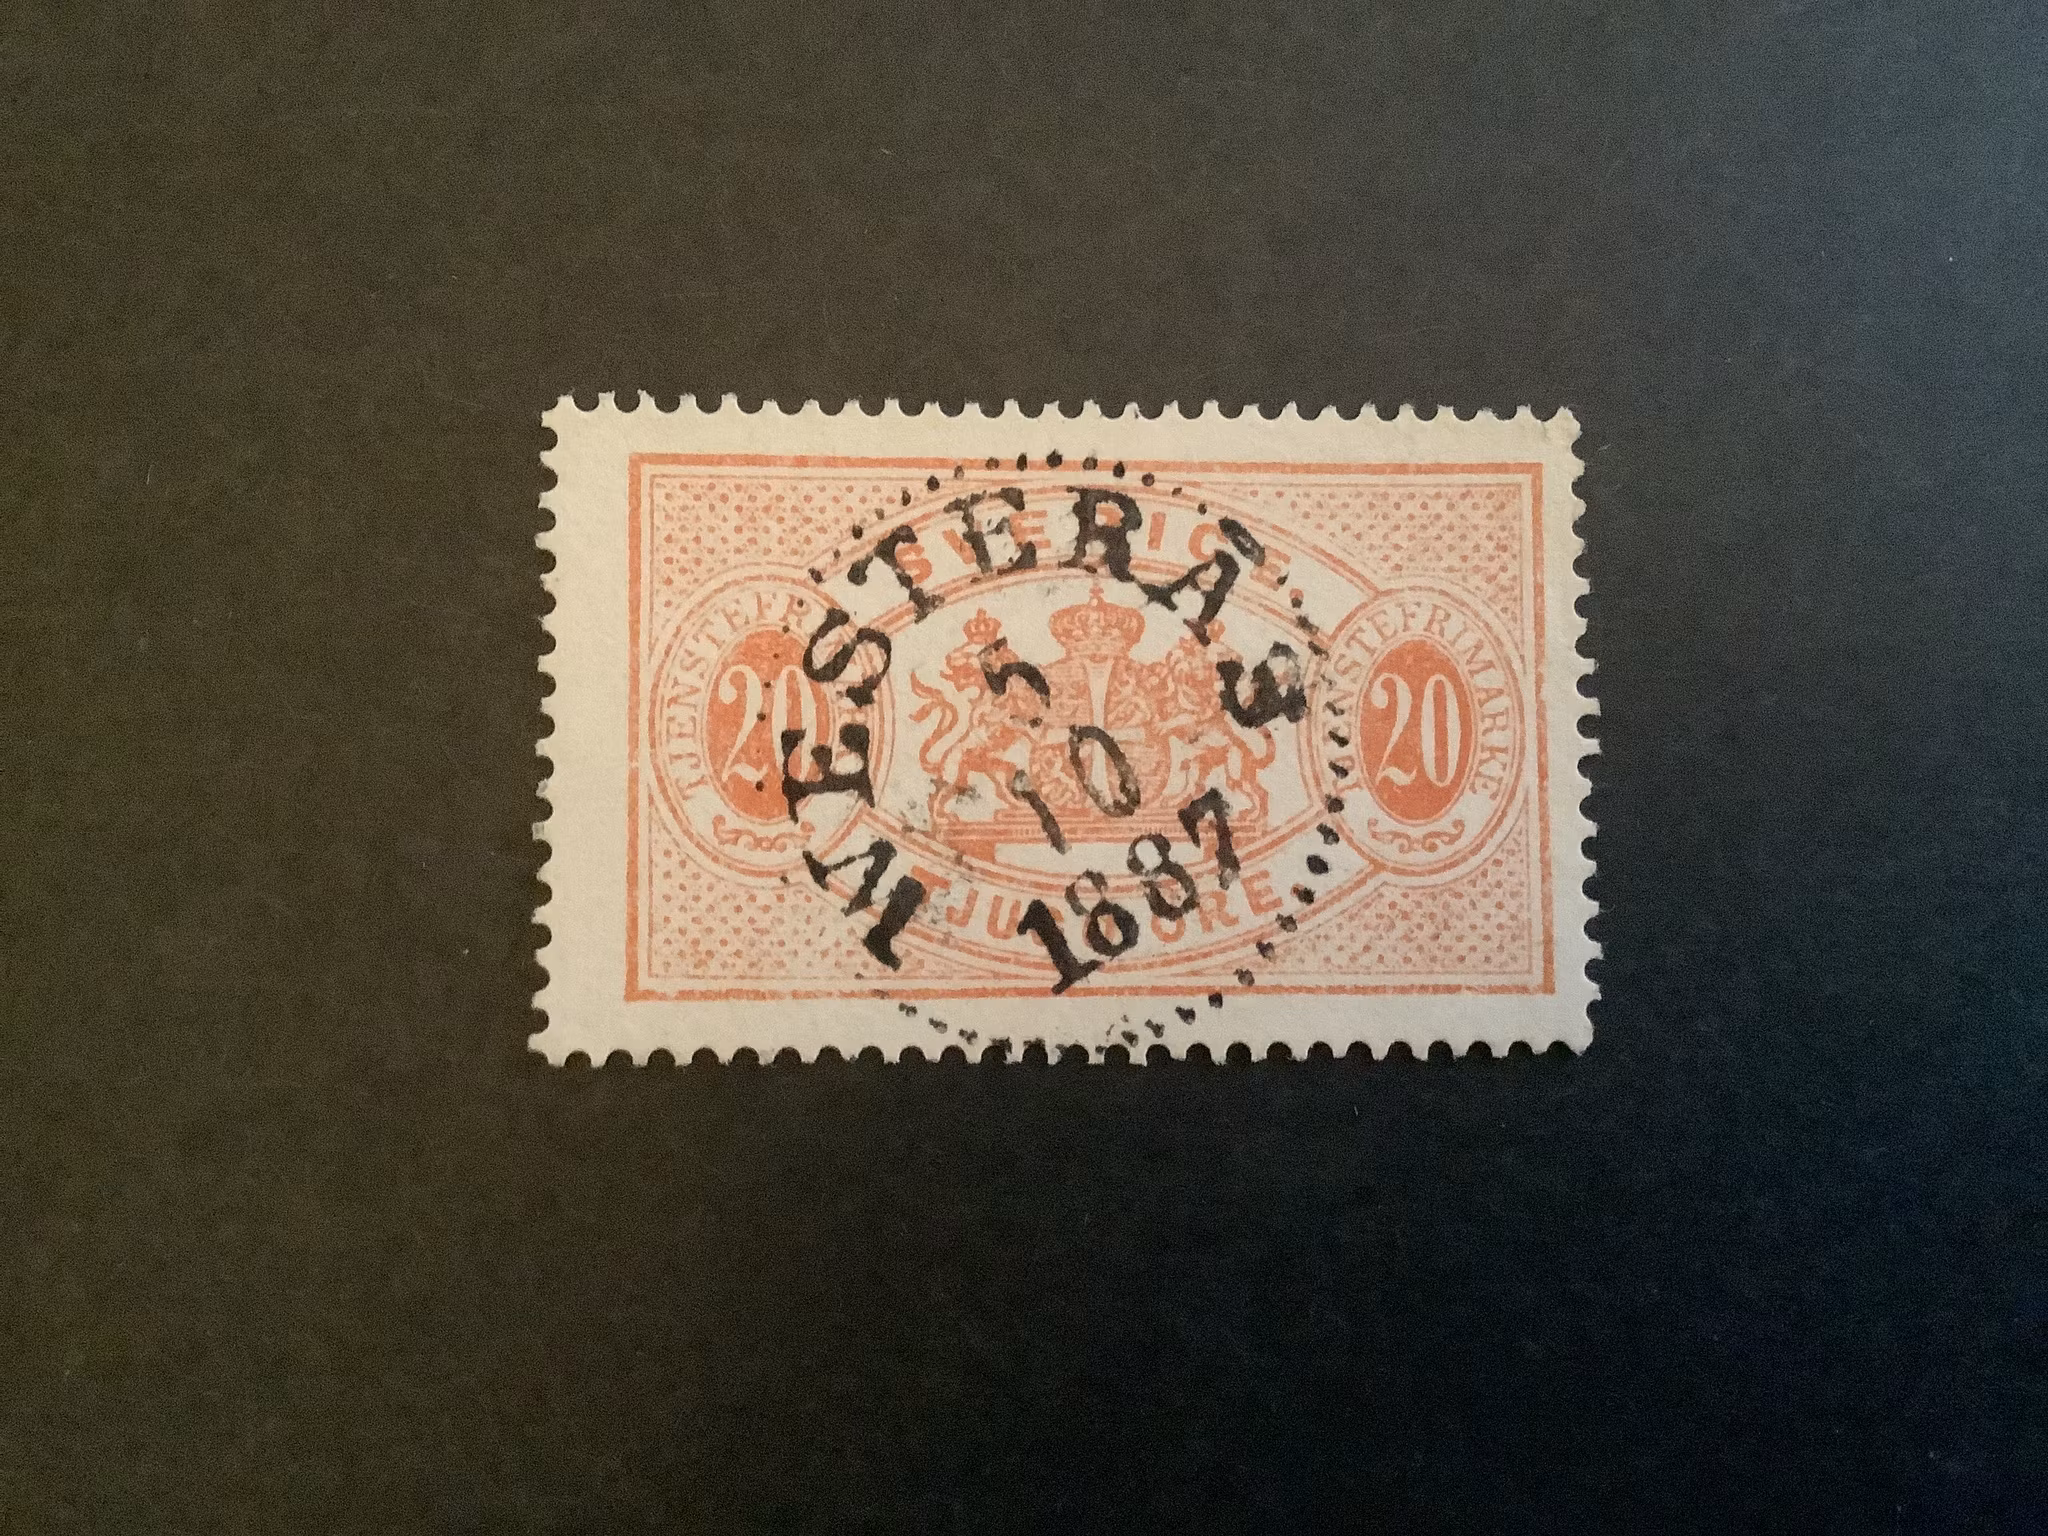 SVERIGE.
TJENSTEFRIMARKE
20
TJENSTEFRIMARKE
20
TJUGO ÖRE.
WESTERÅS
5
10
1887